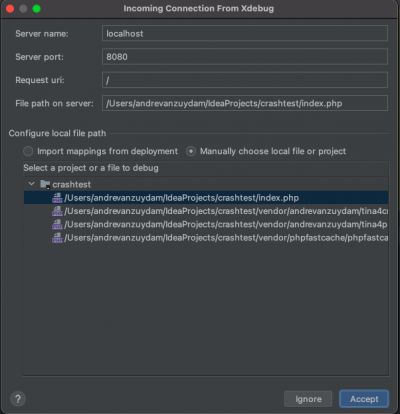 Incoming Connection From Xdebug
Server name: localhost
Server port: 8080
Request uri: /
File path on server: /Users/andrevanzuydam/IdeaProjects/crashtest/index.php
Configure local file path
Import mappings from deployment Manually choose local file or project
Select a project or a file to debug
crashtest
/Users/andrevanzuydam/IdeaProjects/crashtest/index.php
/Users/andrevanzuydam/IdeaProjects/crashtest/vendor/andrevanzuydam/tina4c
/Users/andrevanzuydam/IdeaProjects/crashtest/vendor/andrevanzuydam/tina4p
/Users/andrevanzuydam/IdeaProjects/crashtest/vendor/phpfastcache/phpfastca
? Ignore Accept